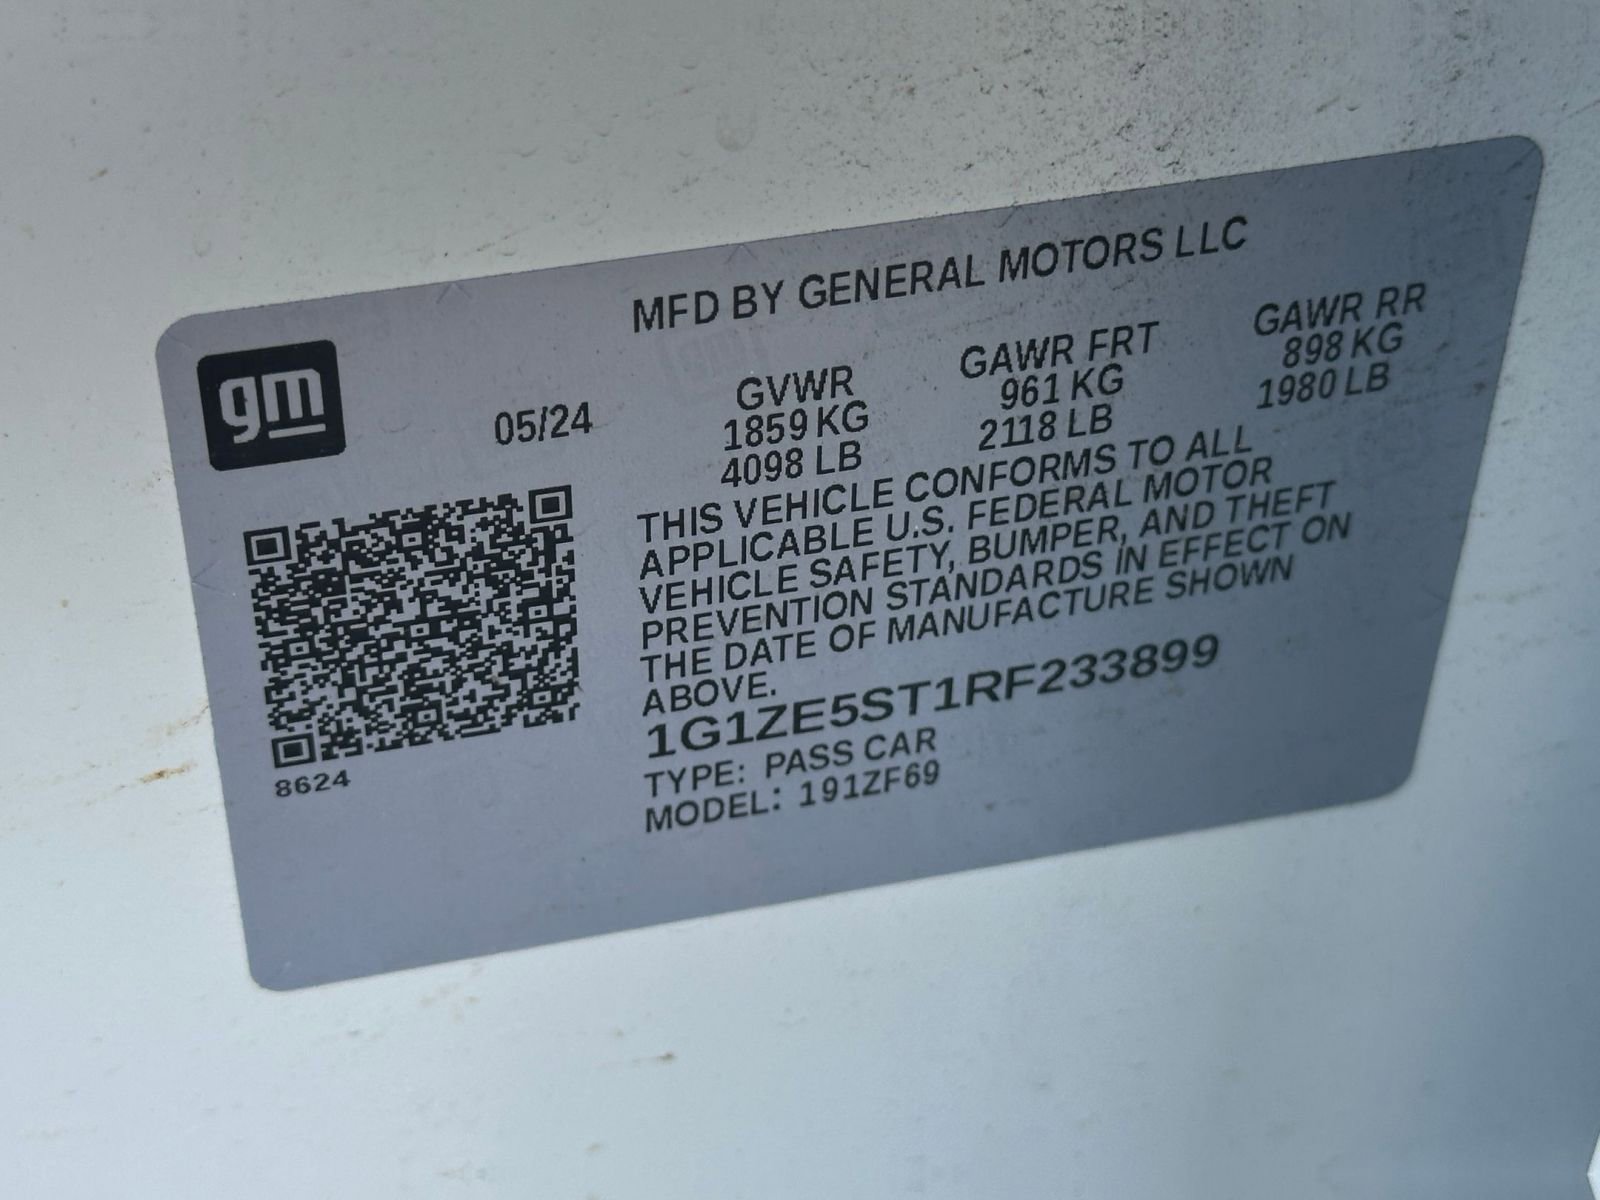 MFD BY GENERAL MOTORS LLC
gm
05/24
GVWR GAWR FRT GAWR RR
1859 KG 961 KG 898 KG
4098 LB 2118 LB 1980 LB
THIS VEHICLE CONFORMS TO ALL
APPLICABLE U.S. FEDERAL MOTOR
VEHICLE SAFETY, BUMPER, AND THEFT
PREVENTION STANDARDS IN EFFECT ON
THE DATE OF MANUFACTURE SHOWN
ABOVE.
1G1ZE5ST1RF233899
TYPE: PASS CAR
MODEL: 191ZF69
8624